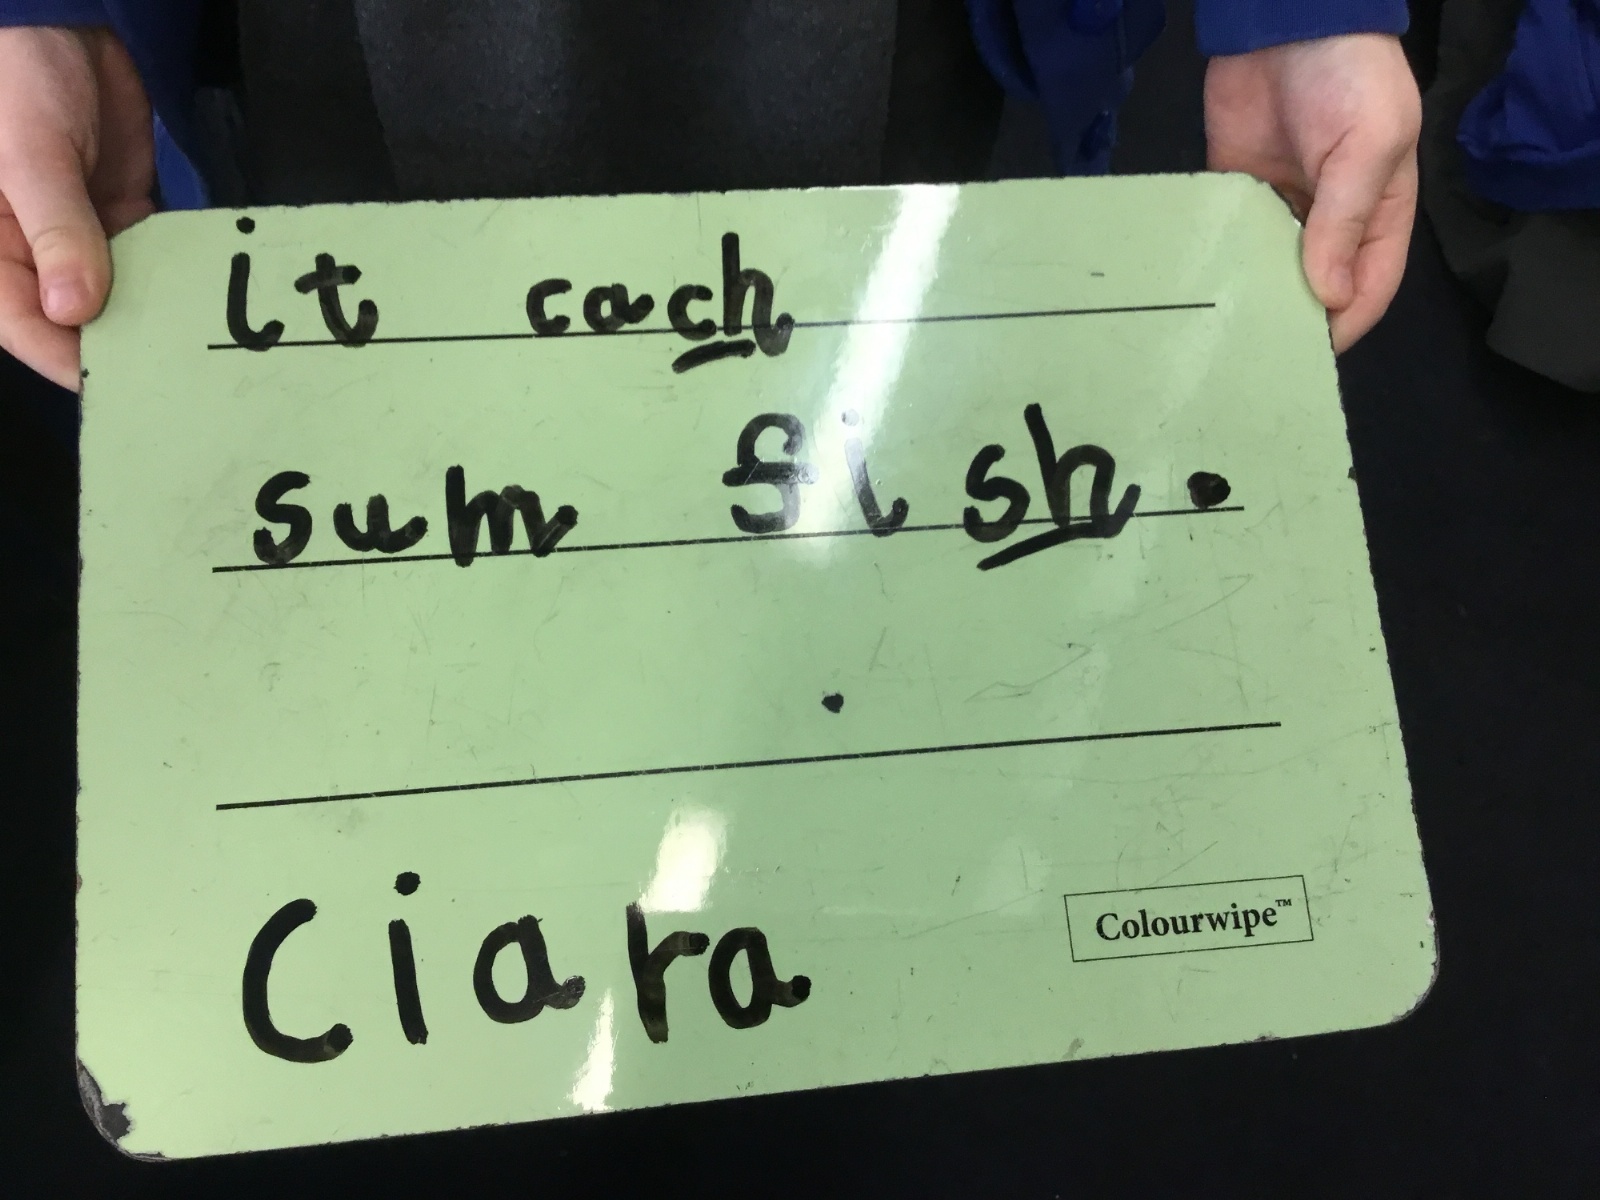 it cach
sum fish.
Ciara
Colourwipe™